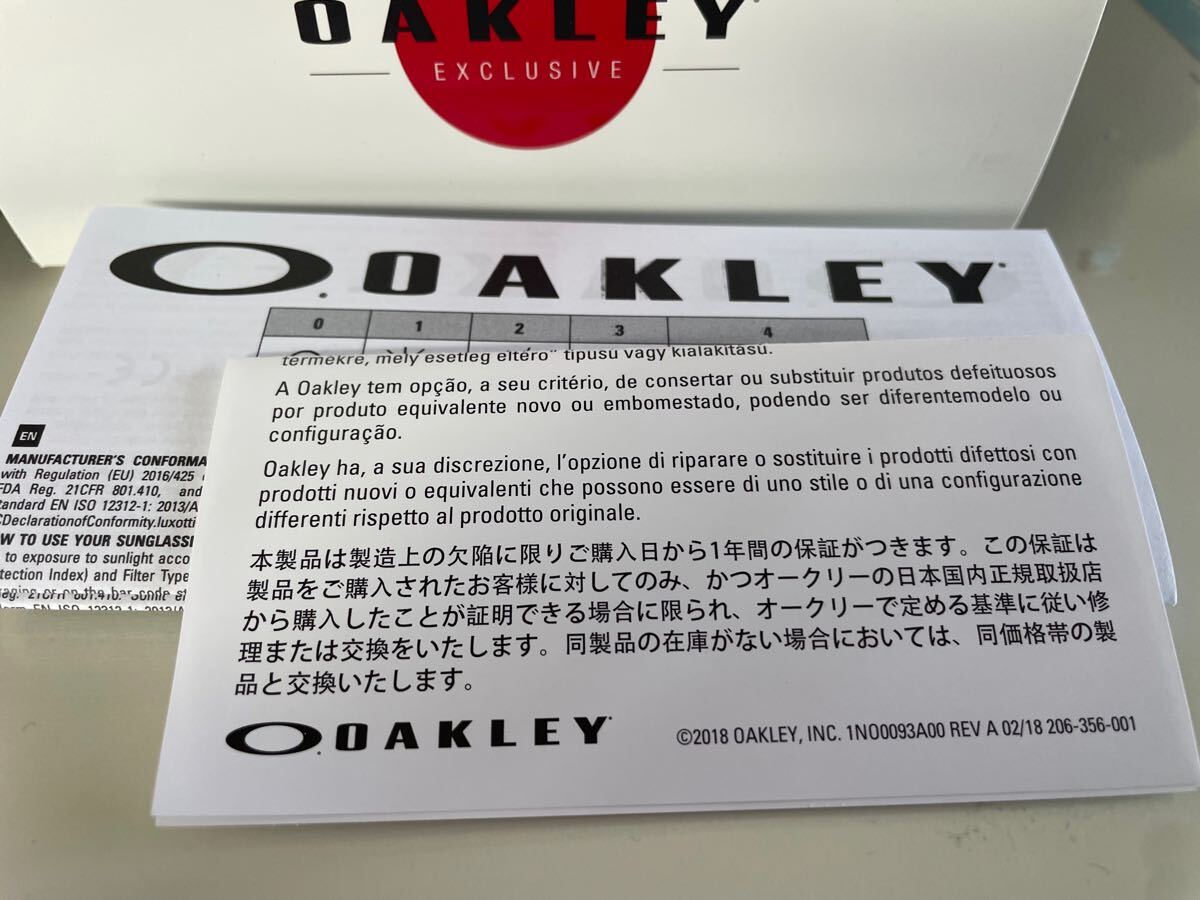 OAKLEY
EXCLUSIVE
OAKLEY
0 1 2 3 4
EN
MANUFACTURER'S CONFORMA
with Regulation (EU) 2016/425
FDA Reg. 21CFR 801.410, and
tandard EN ISO 12312-1: 2013/A
CDeclarationofConformity.luxotti
W TO USE YOUR SUNGLASSE
to exposure to sunlight acco
tection Index) and Filter Type
termékre, mely esetleg eltérő" típusú vagy kialakítású.
A Oakley tem opção, a seu critério, de consertar ou substituir produtos defeituosos
por produto equivalente novo ou embomestado, podendo ser diferentemodelo ou
configuração.
Oakley ha, a sua discrezione, l'opzione di riparare o sostituire i prodotti difettosi con
prodotti nuovi o equivalenti che possono essere di uno stile o di una configurazione
differenti rispetto al prodotto originale.
本製品は製造上の欠陥に限りご購入日から1年間の保証がつきます。この保証は
製品をご購入されたお客様に対してのみ、かつオークリーの日本国内正規取扱店
から購入したことが証明できる場合に限られ、オークリーで定める基準に従い修
理または交換をいたします。同製品の在庫がない場合においては、同価格帯の製
品と交換いたします。
OAKLEY
©2018 OAKLEY, INC. 1NO0093A00 REV A 02/18 206-356-001